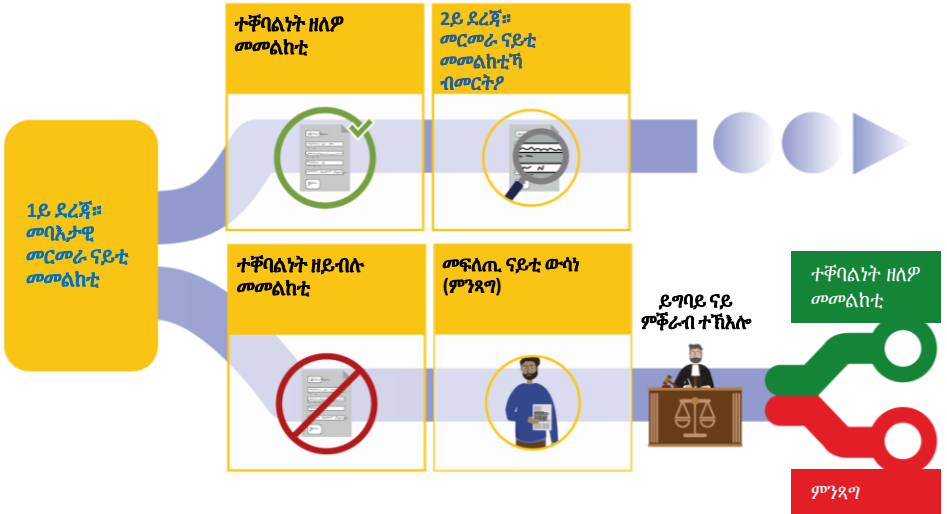 1ይ ደረጃ።
መባእታዊ
መርመራ ናይቲ
መመልከቲ
ተቐባልነት ዘለዎ
መመልከቲ
2ይ ደረጃ።
መርመራ ናይቲ
መመልከቲኻ
ብመርትዖ
ተቐባልነት ዘይብሉ
መመልከቲ
መፍለጢ ናይቲ ውሳነ
(ምንጻግ)
ይግባይ ናይ
ምቕራብ ተኽእሎ
ተቐባልነት ዘለዎ
መመልከቲ
ምንጻግ